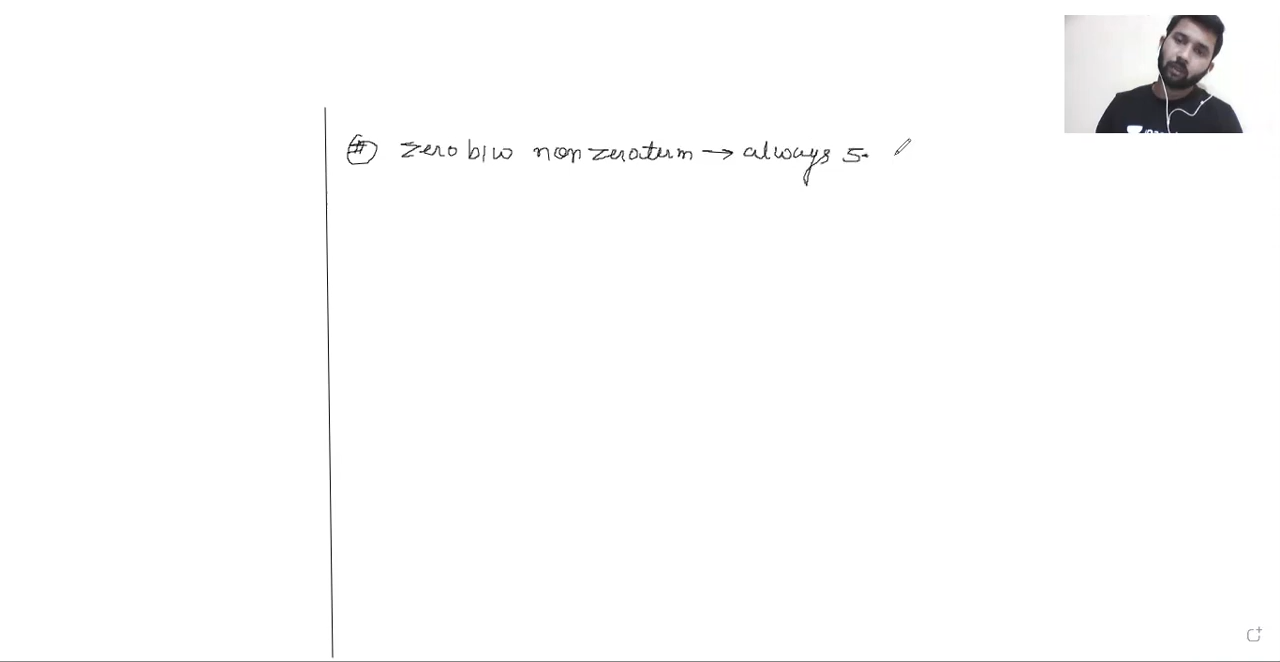 # zero b/w non zero term → always S.